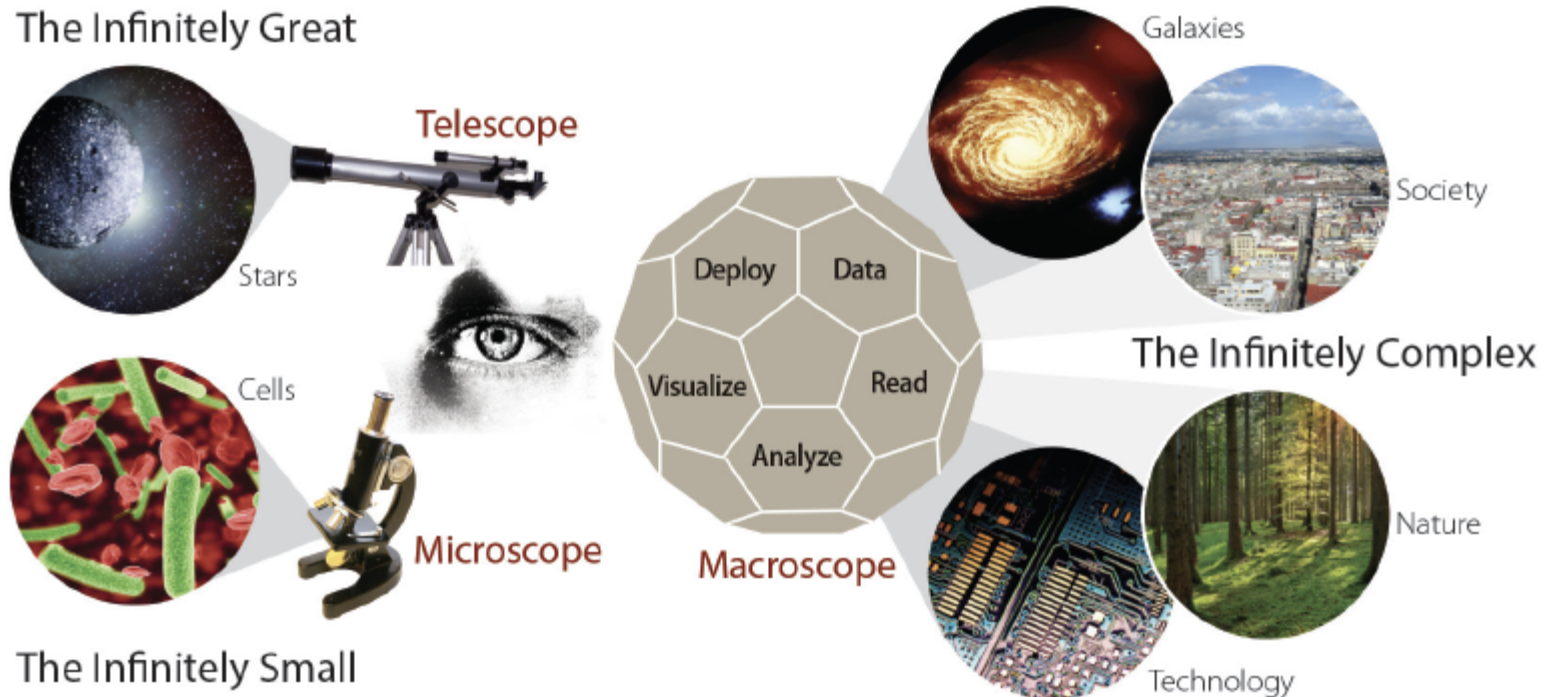 The Infinitely Great
Telescope
Stars
Cells
Microscope
The Infinitely Small
Deploy
Data
Visualize
Read
Analyze
Macroscope
Galaxies
Society
The Infinitely Complex
Nature
Technology